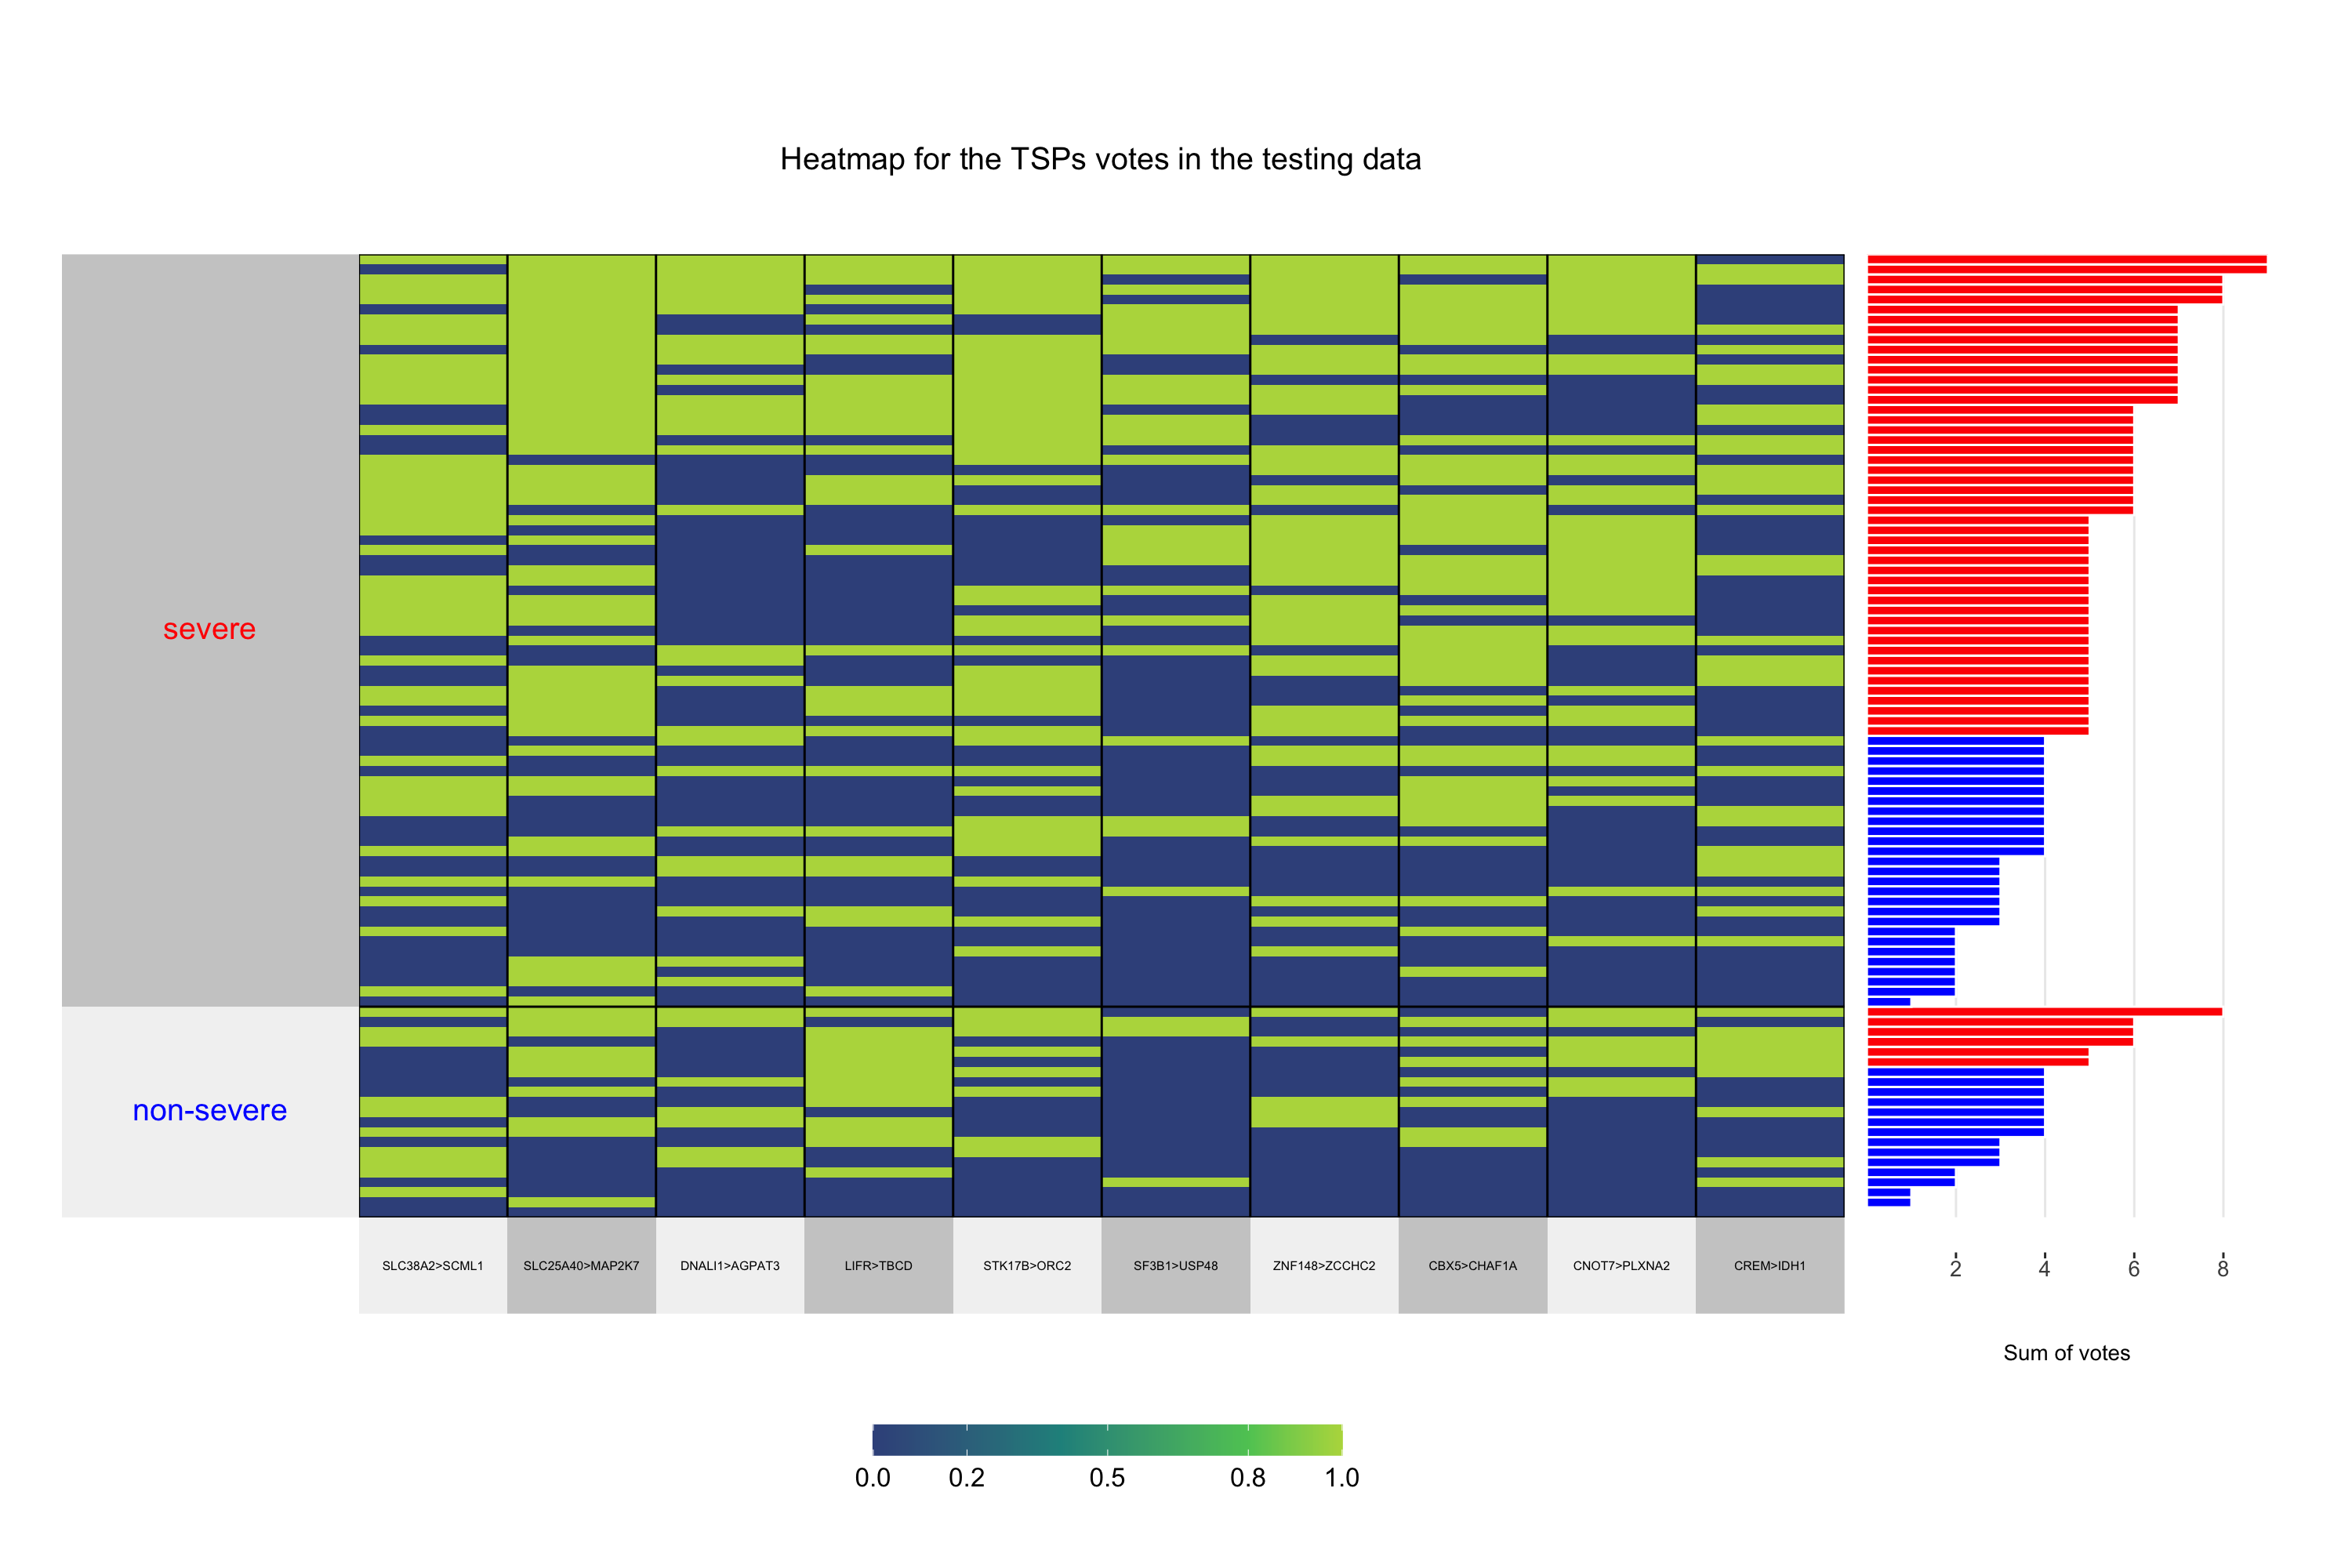 Heatmap for the TSPs votes in the testing data
severe
non-severe
SLC38A2>SCML1 SLC25A40>MAP2K7 DNALI1>AGPAT3 LIFR>TBCD STK17B>ORC2 SF3B1>USP48 ZNF148>ZCCHC2 CBX5>CHAF1A CNOT7>PLXNA2 CREM>IDH1
2 4 6 8
Sum of votes
0.0 0.2 0.5 0.8 1.0